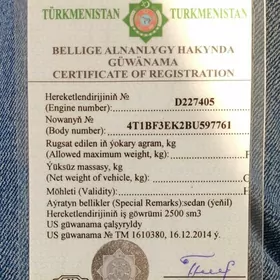 TÜRKMENISTAN TURKMENISTAN
BELLIGE ALNANLYGY HAKYNDA
GÜWÄNAMA
CERTIFICATE OF REGISTRATION
Hereketlendirijiniň №
(Engine number) D227405
Nowanyň №
(Body number) 4T1BF3EK2BU597761
Rugsat edilen iň ýokary agram, kg
(Allowed maximum weight, kg)
Ýüksüz massasy, kg
(Net weight of vehicle, kg)
Möhleti (Validity)
Aýratyn bellikler (Special Remarks):sedan (ýeňil)
Hereketlendirijiniň iş göwrümi 2500 sm3
US güwanama çalşyryldy
US güwanama № TM 1610380, 16.12.2014 ý.